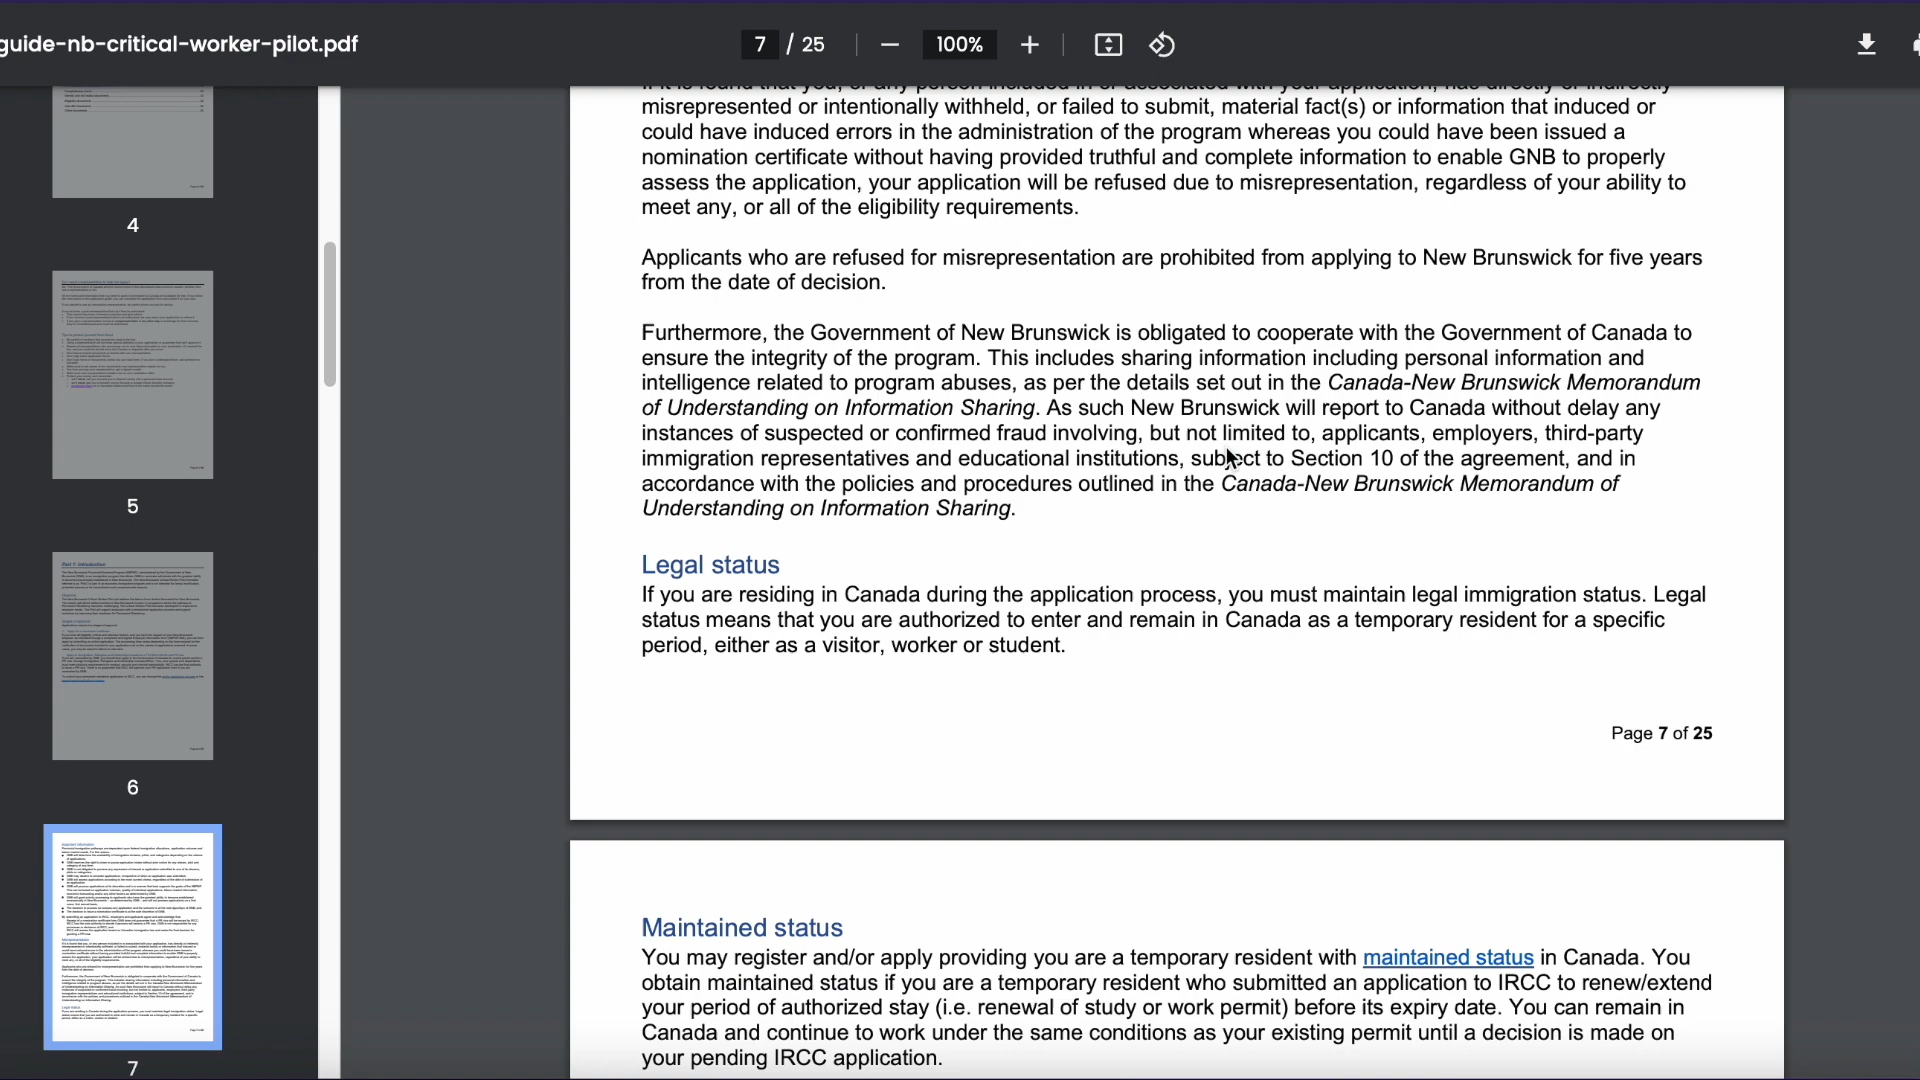 guide-nb-critical-worker-pilot.pdf
7 / 25
100%
4
5
6
7
misrepresented or intentionally withheld, or failed to submit, material fact(s) or information that induced or
could have induced errors in the administration of the program whereas you could have been issued a
nomination certificate without having provided truthful and complete information to enable GNB to properly
assess the application, your application will be refused due to misrepresentation, regardless of your ability to
meet any, or all of the eligibility requirements.
Applicants who are refused for misrepresentation are prohibited from applying to New Brunswick for five years
from the date of decision.
Furthermore, the Government of New Brunswick is obligated to cooperate with the Government of Canada to
ensure the integrity of the program. This includes sharing information including personal information and
intelligence related to program abuses, as per the details set out in the Canada-New Brunswick Memorandum
of Understanding on Information Sharing. As such New Brunswick will report to Canada without delay any
instances of suspected or confirmed fraud involving, but not limited to, applicants, employers, third-party
immigration representatives and educational institutions, subject to Section 10 of the agreement, and in
accordance with the policies and procedures outlined in the Canada-New Brunswick Memorandum of
Understanding on Information Sharing.
Legal status
If you are residing in Canada during the application process, you must maintain legal immigration status. Legal
status means that you are authorized to enter and remain in Canada as a temporary resident for a specific
period, either as a visitor, worker or student.
Page 7 of 25
Maintained status
You may register and/or apply providing you are a temporary resident with maintained status in Canada. You
obtain maintained status if you are a temporary resident who submitted an application to IRCC to renew/extend
your period of authorized stay (i.e. renewal of study or work permit) before its expiry date. You can remain in
Canada and continue to work under the same conditions as your existing permit until a decision is made on
your pending IRCC application.